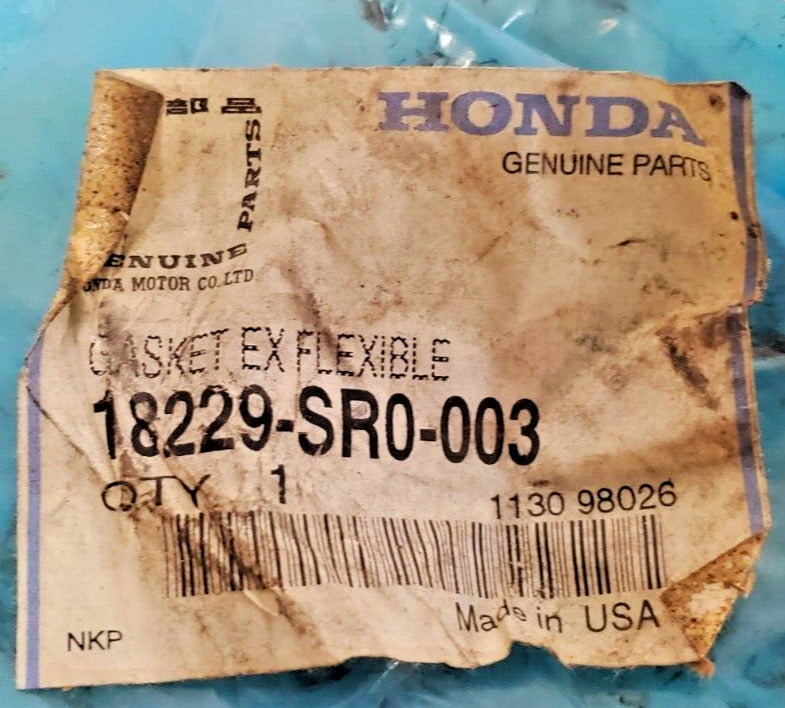 部品
HONDA
GENUINE PARTS
PARTS
ENUINE
NDA MOTOR CO.LTD
GASKET EX FLEXIBLE
18229-SR0-003
QTY 1
1130 98026
Made in USA
NKP